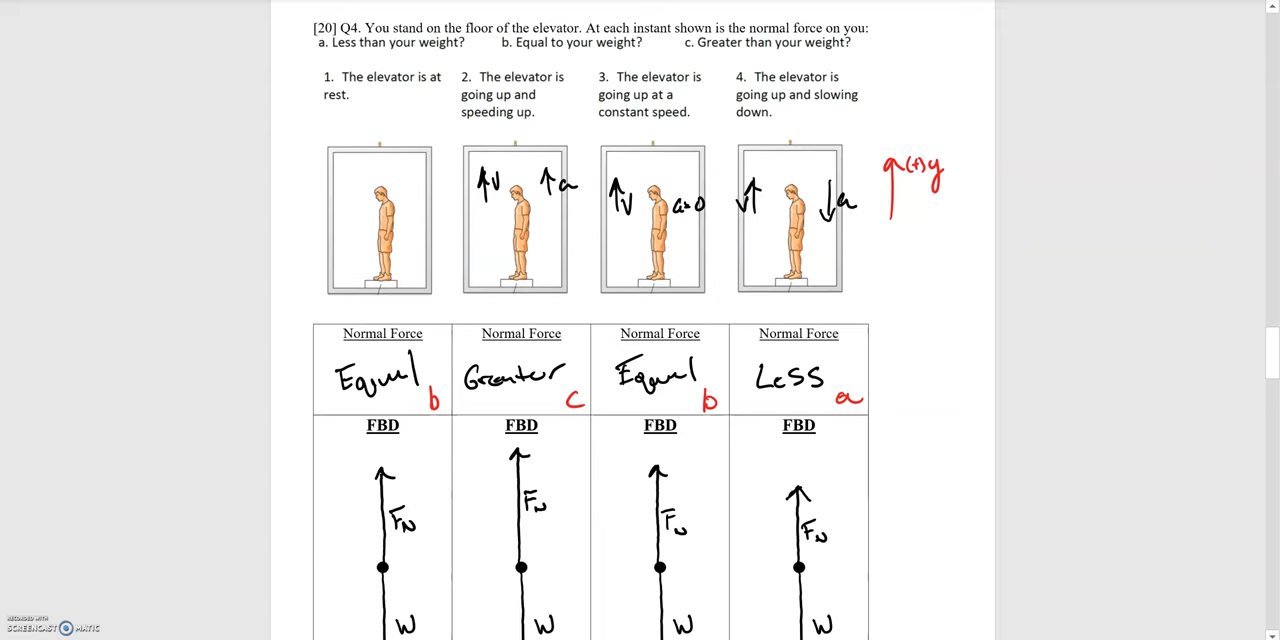 [20] Q4. You stand on the floor of the elevator. At each instant shown is the normal force on you:
a. Less than your weight? b. Equal to your weight? c. Greater than your weight?
1. The elevator is at rest.
2. The elevator is going up and speeding up.
3. The elevator is going up at a constant speed.
4. The elevator is going up and slowing down.
V a
V a=0
V a
(+)y
Normal Force Normal Force Normal Force Normal Force
Equal b Greater c Equal b Less a
FBD FBD FBD FBD
FN FN FN FN
W W W W
RECORDED WITH
SCREENCAST MATIC